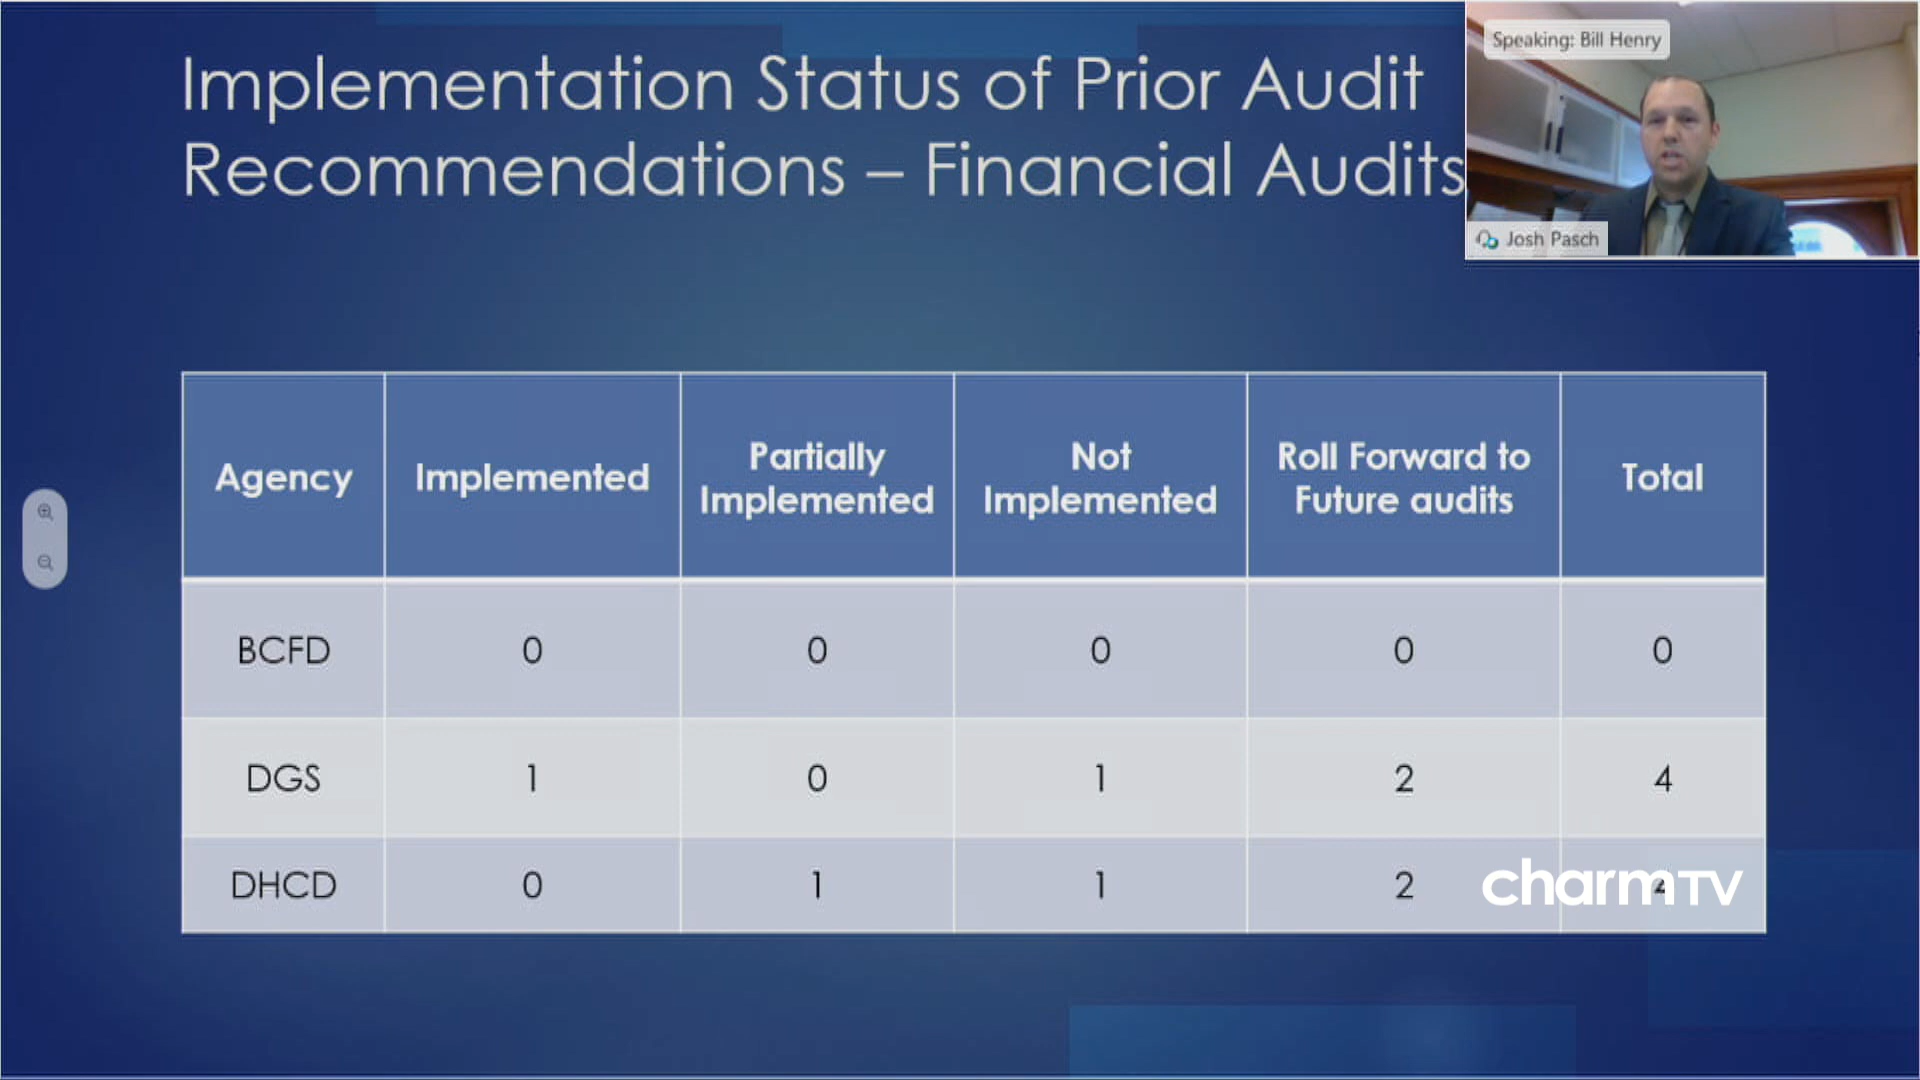 Implementation Status of Prior Audit
Recommendations – Financial Audits
Speaking: Bill Henry
Josh Pasch
Agency Implemented Partially Implemented Not Implemented Roll Forward to Future audits Total
BCFD 0 0 0 0 0
DGS 1 0 1 2 4
DHCD 0 1 1 2 4
charmTV